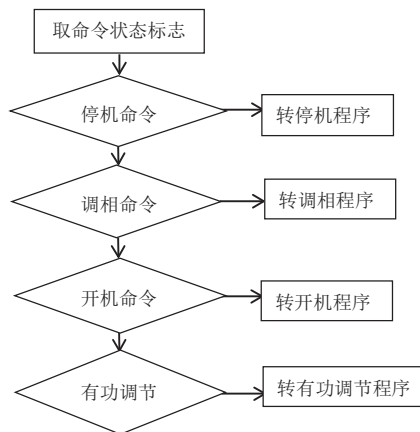 取命令状态标志
停机命令
转停机程序
调相命令
转调相程序
开机命令
转开机程序
有功调节
转有功调节程序